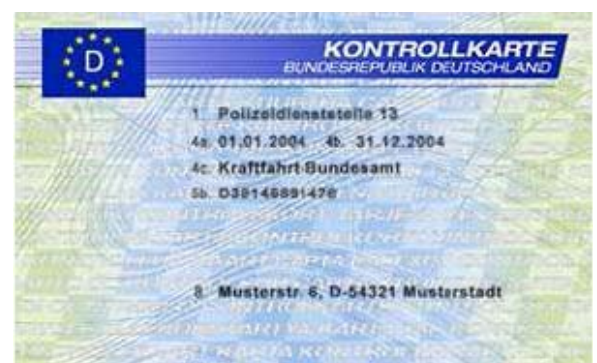 D
KONTROLLKARTE
BUNDESREPUBLIK DEUTSCHLAND
1. Polizeidienststelle 13
4a. 01.01.2004 4b. 31.12.2004
4c. Kraftfahrt-Bundesamt
5b.
8. Musterstr. 6, D-54321 Musterstadt